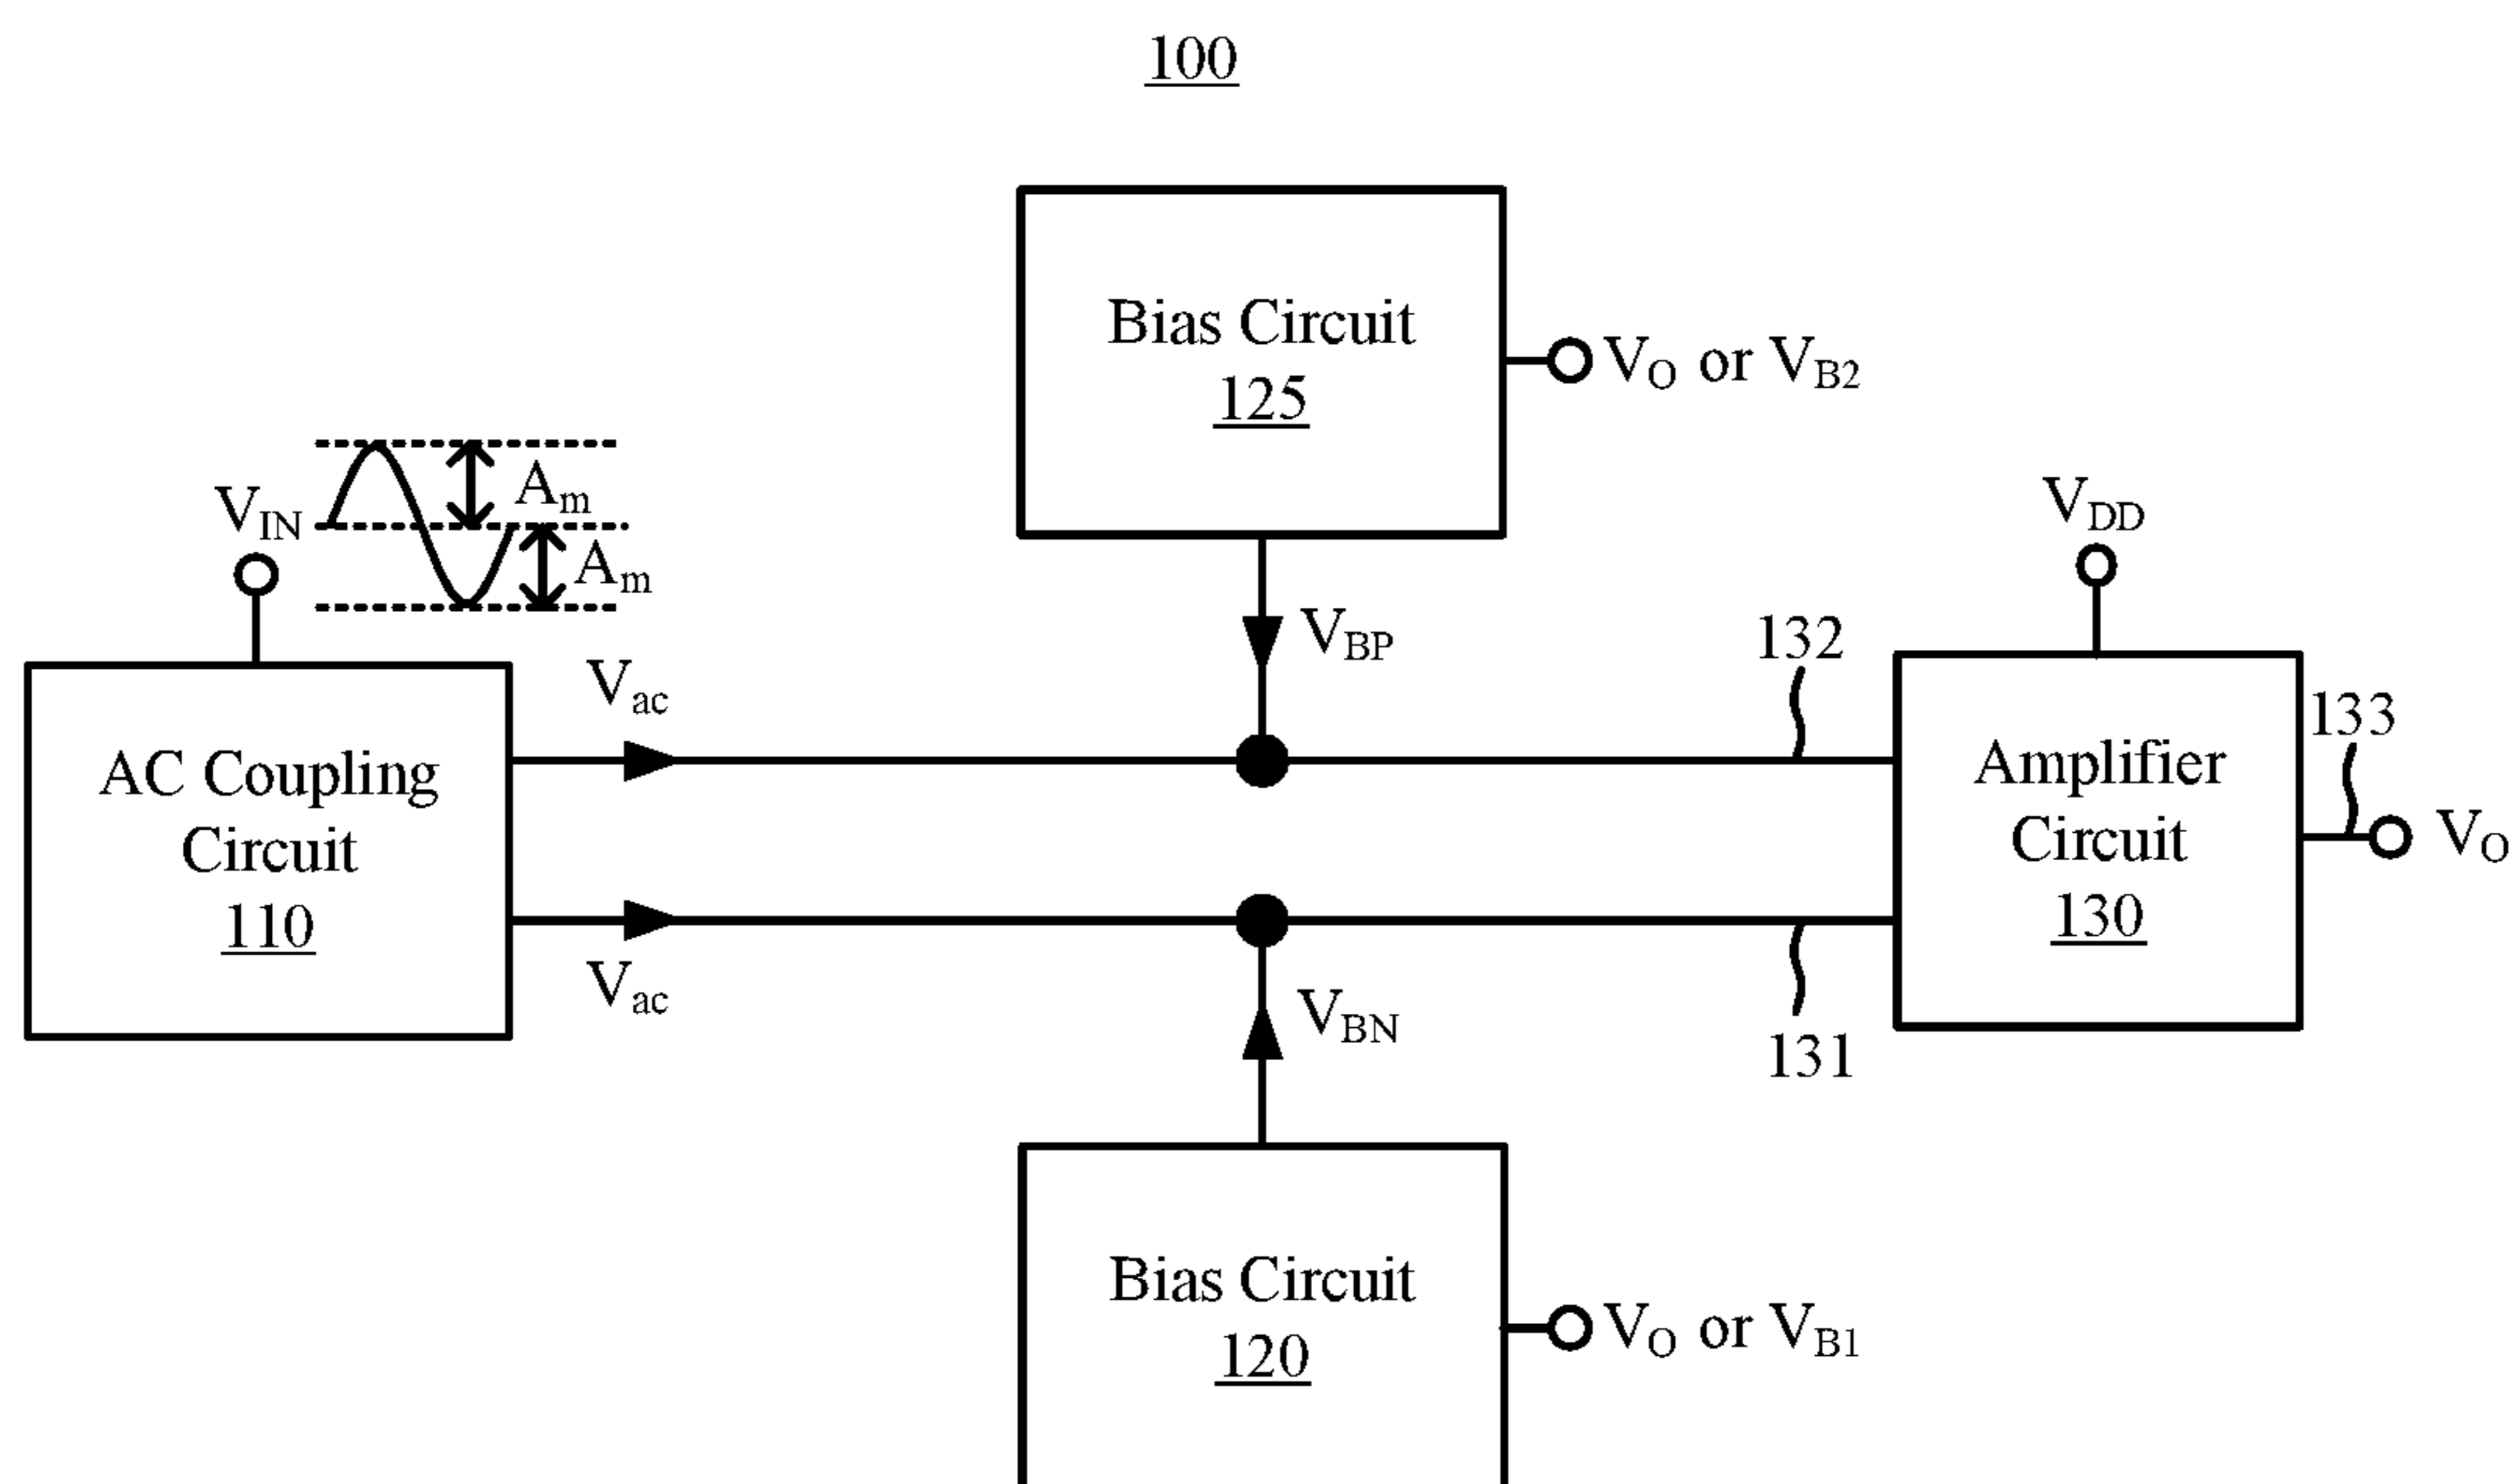 100
Bias Circuit
125
V_O or V_B2
V_IN
A_m
A_m
V_DD
V_BP
132
V_ac
133
AC Coupling
Circuit
110
Amplifier
Circuit
130
V_O
V_ac
V_BN
131
Bias Circuit
120
V_O or V_B1